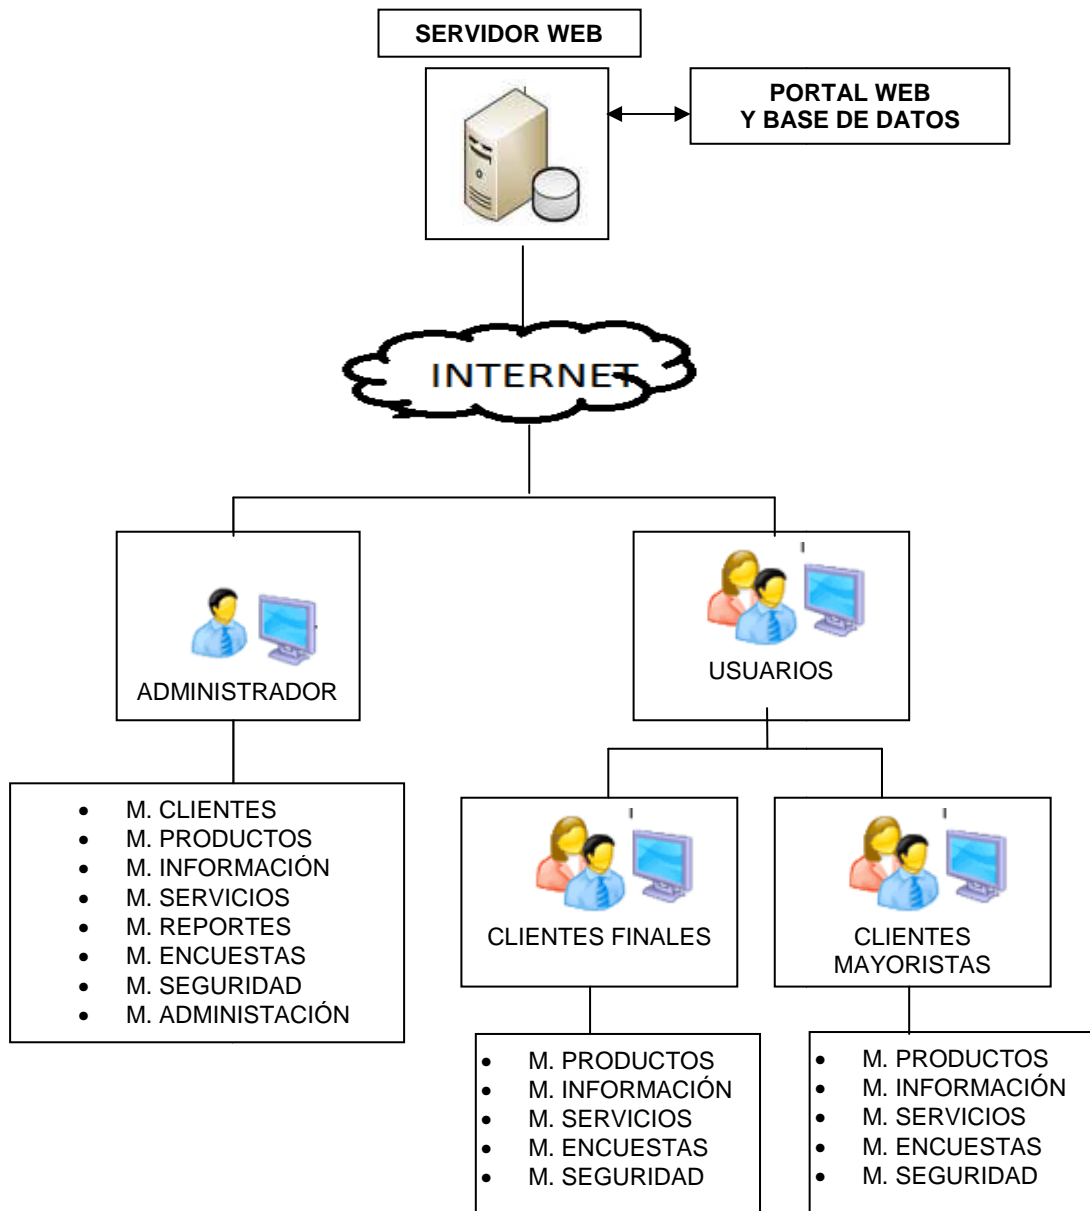 SERVIDOR WEB
PORTAL WEB
Y BASE DE DATOS
INTERNET
ADMINISTRADOR
USUARIOS
• M. CLIENTES
• M. PRODUCTOS
• M. INFORMACIÓN
• M. SERVICIOS
• M. REPORTES
• M. ENCUESTAS
• M. SEGURIDAD
• M. ADMINISTACIÓN
CLIENTES FINALES
CLIENTES
MAYORISTAS
• M. PRODUCTOS
• M. INFORMACIÓN
• M. SERVICIOS
• M. ENCUESTAS
• M. SEGURIDAD
• M. PRODUCTOS
• M. INFORMACIÓN
• M. SERVICIOS
• M. ENCUESTAS
• M. SEGURIDAD